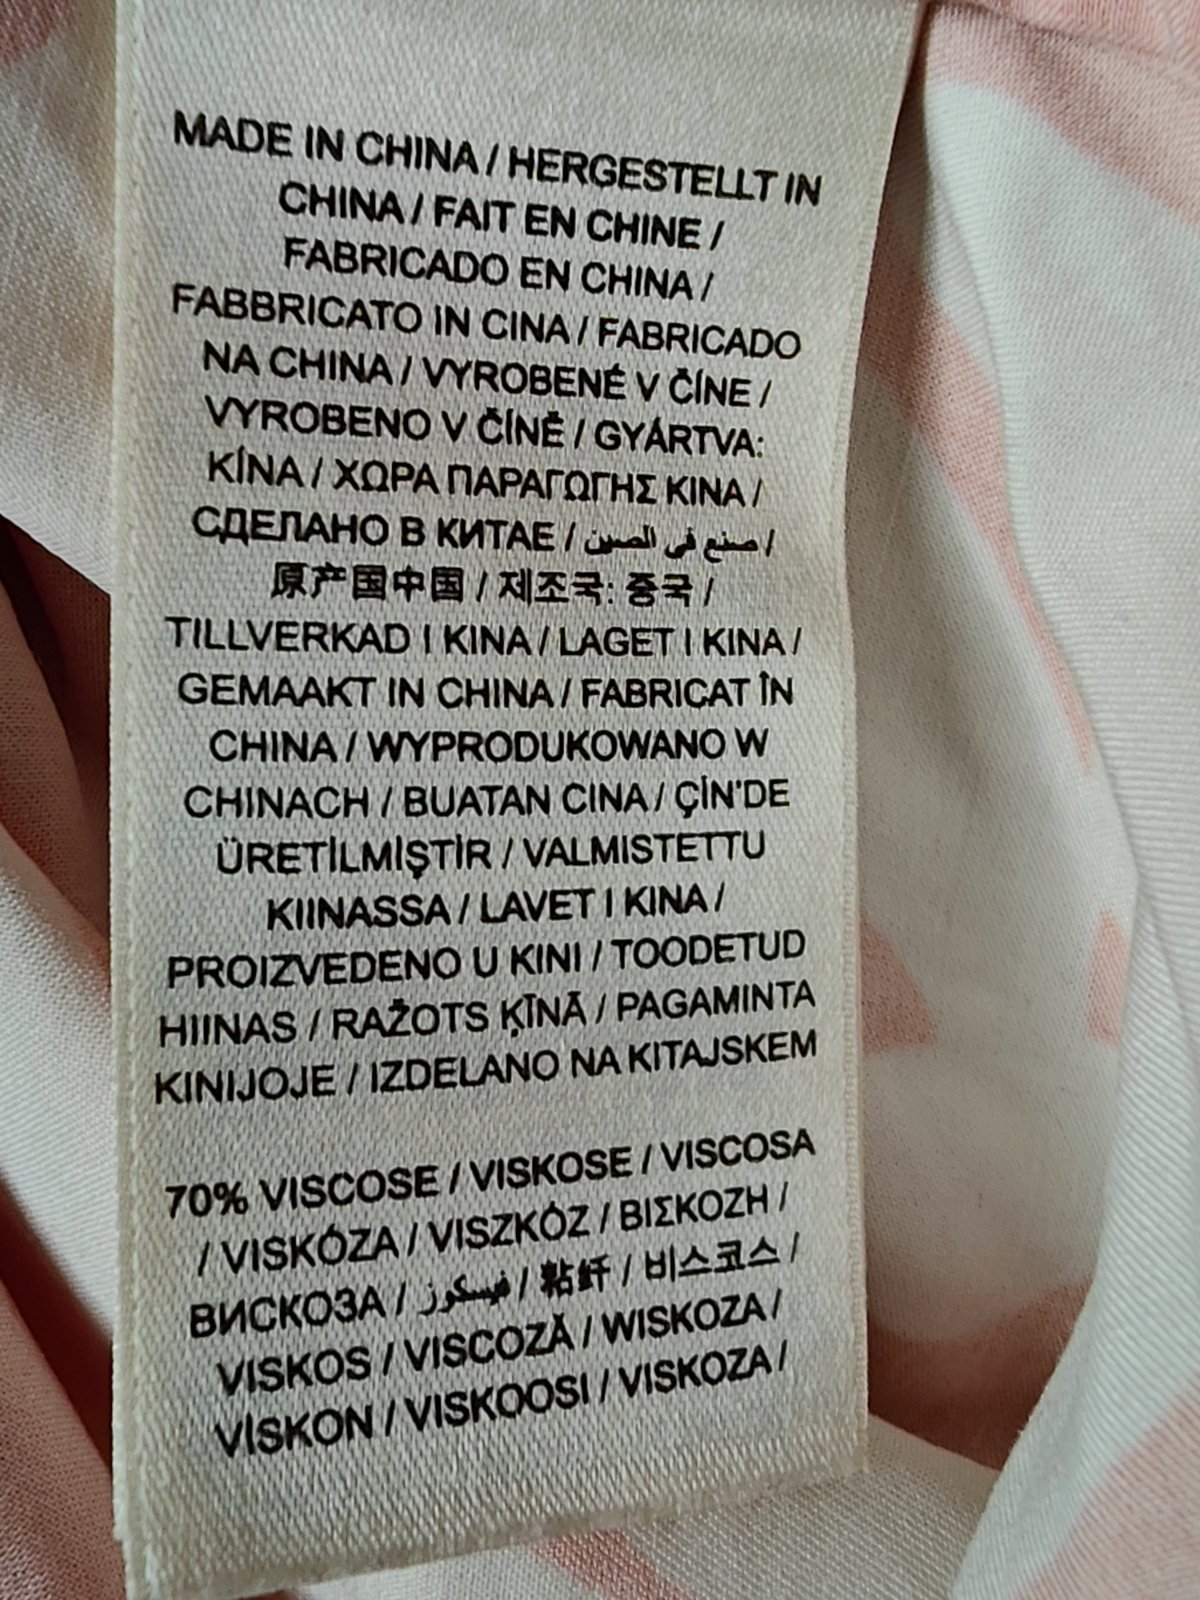 MADE IN CHINA / HERGESTELLT IN
CHINA / FAIT EN CHINE /
FABRICADO EN CHINA /
FABBRICATO IN CINA / FABRICADO
NA CHINA / VYROBENÉ V ČÍNE /
VYROBENO V ČÍNĚ / GYÁRTVA:
KÍNA / ΧΩΡΑ ΠΑΡΑΓΩΓΗΣ ΚΙΝΑ /
СДЕЛАНО В КИТАЕ / صنع في الصين /
原产国中国 / 제조국: 중국 /
TILLVERKAD I KINA / LAGET I KINA /
GEMAAKT IN CHINA / FABRICAT ÎN
CHINA / WYPRODUKOWANO W
CHINACH / BUATAN CINA / ÇİN'DE
ÜRETİLMİŞTİR / VALMISTETTU
KIINASSA / LAVET I KINA /
PROIZVEDENO U KINI / TOODETUD
HIINAS / RAŽOTS ĶĪNĀ / PAGAMINTA
KINIJOJE / IZDELANO NA KITAJSKEM
70% VISCOSE / VISKOSE / VISCOSA
/ VISKÓZA / VISZKÓZ / ΒΙΣΚΟΖΗ /
ВИСКОЗА / فيسكوز / 粘纤 / 비스코스 /
VISKOS / VISCOZĂ / WISKOZA /
VİSKON / VISKOOSI / VISKOZA /